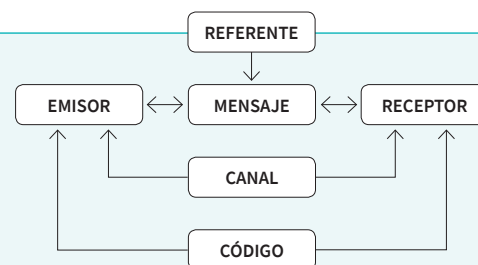 REFERENTE
EMISOR
MENSAJE
RECEPTOR
CANAL
CÓDIGO